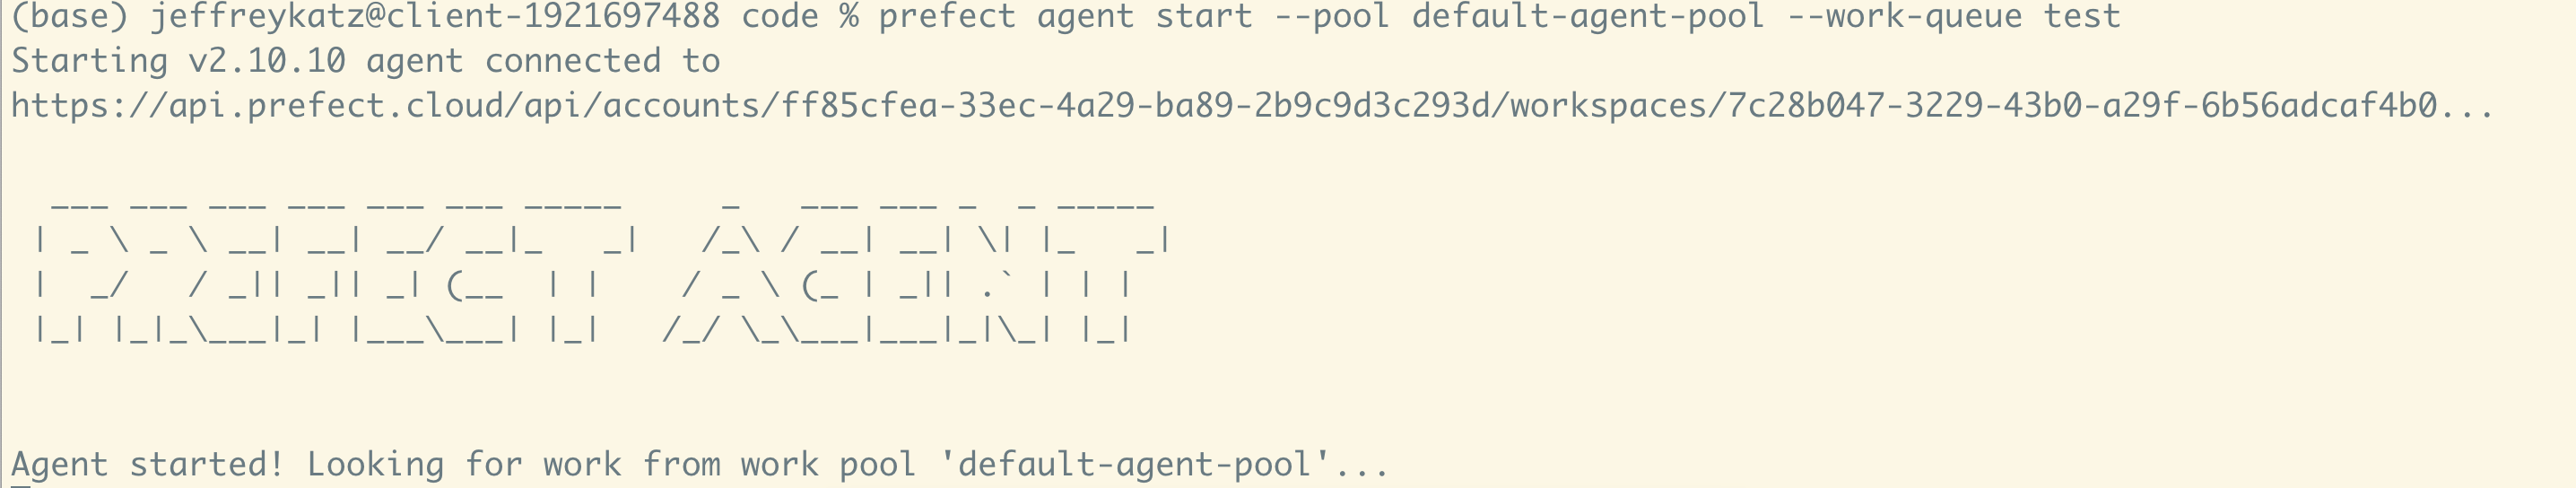 (base) jeffreykatz@client-1921697488 code % prefect agent start --pool default-agent-pool --work-queue test
Starting v2.10.10 agent connected to
https://api.prefect.cloud/api/accounts/ff85cfea-33ec-4a29-ba89-2b9c9d3c293d/workspaces/7c28b047-3229-43b0-a29f-6b56adcaf4b0...
  ___ ___ ___ ___ ___ ___ _____     _   ___ ___ _  _ _____
 | _ \ _ \ __| __| __/ __|_   _|   /_\ / __| __| \| |_   _|
 |  _/   / _|| _|| _| (__  | |    / _ \ (_ | _|| .` | | |
 |_| |_|_\___|_| |___\___| |_|   /_/ \_\___|___|_|\_| |_|
Agent started! Looking for work from work pool 'default-agent-pool'...